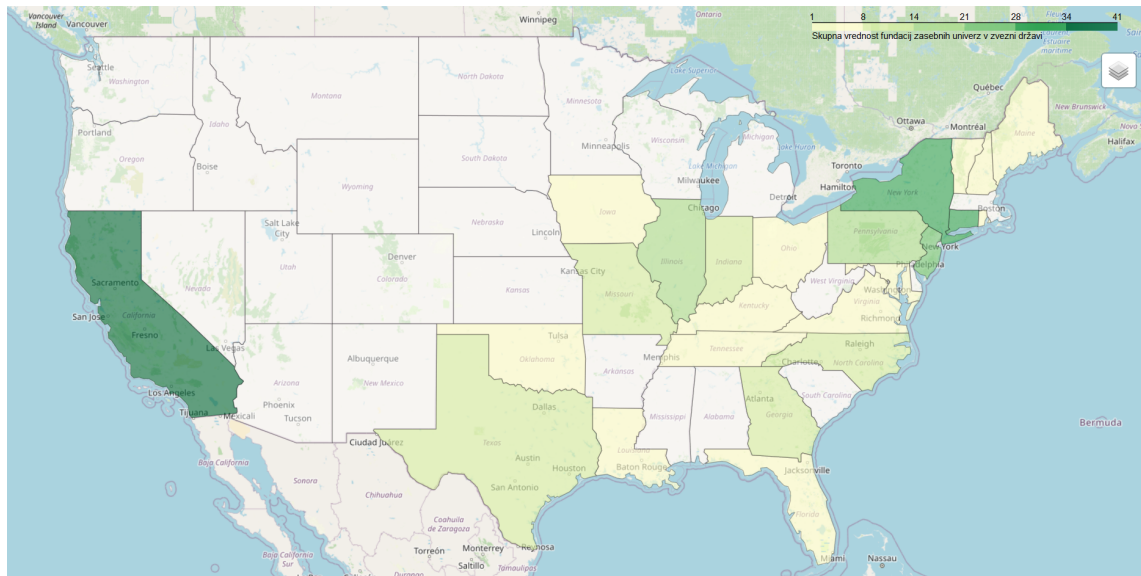 1 8 14 21 28 34 41
Skupna vrednost fundacij zasebnih univerz v zvezni državi
Vancouver Island
Vancouver
Winnipeg
Ontario
Seattle
Washington
Montana
North Dakota
Minnesota
Lake Superior
Québec
New Brunswick
Ottawa
Montréal
Maine
Halifax
Portland
Oregon
Idaho
Boise
Minneapolis
Wisconsin
Michigan
Lake Michigan
Lake Huron
South Dakota
Toronto
Hamilton
Wyoming
Milwaukee
Detroit
New York
Boston
Chicago
Iowa
Nebraska
Lincoln
Salt Lake City
Utah
Nevada
Denver
Colorado
Kansas
Kansas City
Missouri
Illinois
Indiana
Ohio
Pennsylvania
New York
Philadelphia
West Virginia
Washington
Virginia
Richmond
Kentucky
Sacramento
California
San Jose
Fresno
Las Vegas
Los Angeles
Tijuana
Mexicali
Arizona
Phoenix
Tucson
Albuquerque
New Mexico
Tulsa
Oklahoma
Arkansas
Memphis
Tennessee
Charlotte
Raleigh
North Carolina
South Carolina
Atlanta
Georgia
Mississippi
Alabama
Dallas
Texas
Austin
Houston
San Antonio
Louisiana
Baton Rouge
Jacksonville
Florida
Miami
Nassau
Bermuda
Ciudad Juárez
Baja California
Sonora
Chihuahua
Coahuila de Zaragoza
Reynosa
Torreón
Monterrey
Saltillo
Tamaulipas
Durango
Baja California Sur